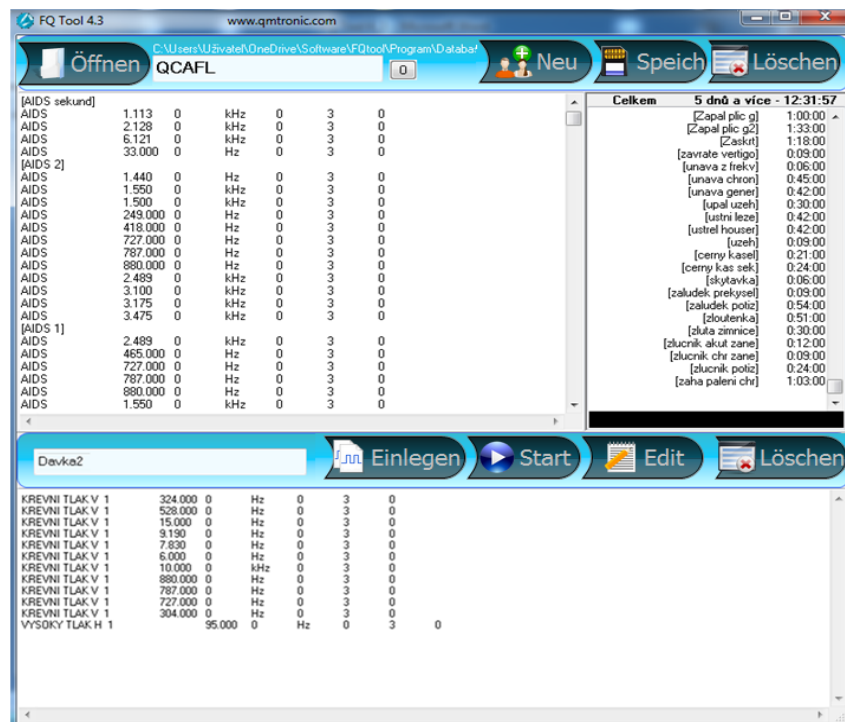 FQ Tool 4.3 www.qmtronic.com
Öffnen C:\Users\Uživatel\OneDrive\Software\FQtool\Program\Databa
QCAFL 0
Neu Speich Löschen
[AIDS sekund]
AIDS 1.113 0 kHz 0 3 0
AIDS 2.128 0 kHz 0 3 0
AIDS 6.121 0 kHz 0 3 0
AIDS 33.000 0 Hz 0 3 0
[AIDS 2]
AIDS 1.440 0 Hz 0 3 0
AIDS 1.550 0 kHz 0 3 0
AIDS 1.500 0 kHz 0 3 0
AIDS 249.000 0 Hz 0 3 0
AIDS 418.000 0 Hz 0 3 0
AIDS 727.000 0 Hz 0 3 0
AIDS 787.000 0 Hz 0 3 0
AIDS 880.000 0 Hz 0 3 0
AIDS 2.489 0 kHz 0 3 0
AIDS 3.100 0 kHz 0 3 0
AIDS 3.175 0 kHz 0 3 0
AIDS 3.475 0 kHz 0 3 0
[AIDS 1]
AIDS 2.489 0 kHz 0 3 0
AIDS 465.000 0 Hz 0 3 0
AIDS 727.000 0 Hz 0 3 0
AIDS 787.000 0 Hz 0 3 0
AIDS 880.000 0 Hz 0 3 0
AIDS 1.550 0 kHz 0 3 0
Celkem 5 dnů a více - 12:31:57
[Zapal plic g] 1:00:00
[Zapal plic g2] 1:33:00
[Zaskrt] 1:18:00
[zavrate vertigo] 0:09:00
[unava z frekv] 0:06:00
[unava chron] 0:45:00
[unava gener] 0:42:00
[upal uzeh] 0:30:00
[ustni leze] 0:42:00
[ustrel houser] 0:42:00
[uzeh] 0:09:00
[cerny kasel] 0:21:00
[cerny kas sek] 0:24:00
[skytavka] 0:06:00
[zaludek prekysel] 0:09:00
[zaludek potiz] 0:54:00
[zloutenka] 0:51:00
[zluta zimnice] 0:30:00
[zlucnik akut zane] 0:12:00
[zlucnik chr zane] 0:09:00
[zlucnik potiz] 0:24:00
[zaha paleni chr] 1:03:00
Davka2 Einlegen Start Edit Löschen
KREVNI TLAK V 1 324.000 0 Hz 0 3 0
KREVNI TLAK V 1 528.000 0 Hz 0 3 0
KREVNI TLAK V 1 15.000 0 Hz 0 3 0
KREVNI TLAK V 1 9.190 0 Hz 0 3 0
KREVNI TLAK V 1 7.830 0 Hz 0 3 0
KREVNI TLAK V 1 6.000 0 Hz 0 3 0
KREVNI TLAK V 1 10.000 0 kHz 0 3 0
KREVNI TLAK V 1 880.000 0 Hz 0 3 0
KREVNI TLAK V 1 787.000 0 Hz 0 3 0
KREVNI TLAK V 1 727.000 0 Hz 0 3 0
KREVNI TLAK V 1 304.000 0 Hz 0 3 0
VYSOKY TLAK H 1 95.000 0 Hz 0 3 0